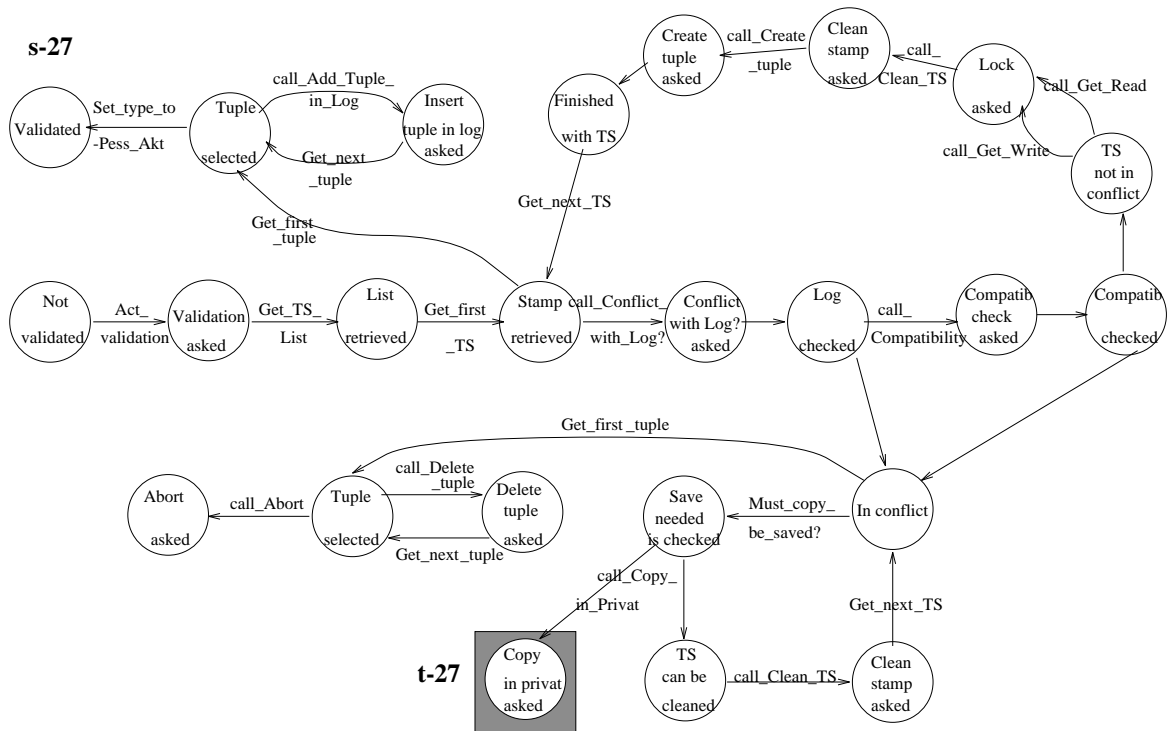 s-27
Validated
Set_type_to
-Pess_Akt
Tuple
selected
call_Add_Tuple_
in_Log
Get_next
_tuple
Insert
tuple in log
asked
Finished
with TS
Create
tuple
asked
call_Create
_tuple
Clean
stamp
asked
call_
Clean_TS
Lock
asked
call_Get_Read
call_Get_Write
TS
not in
conflict
Get_first
_tuple
Get_next_TS
Not
validated
Act_
validation
Validation
asked
Get_TS_
List
List
retrieved
Get_first
_TS
Stamp
retrieved
call_Conflict_
with_Log?
Conflict
with Log?
asked
Log
checked
call_
Compatibility
Compatib
check
asked
Compatib
checked
Get_first_tuple
Abort
asked
call_Abort
Tuple
selected
call_Delete
_tuple
Get_next_tuple
Delete
tuple
asked
Save
needed
is checked
Must_copy_
be_saved?
In conflict
call_Copy_
in_Privat
Get_next_TS
t-27
Copy
in privat
asked
TS
can be
cleaned
call_Clean_TS
Clean
stamp
asked